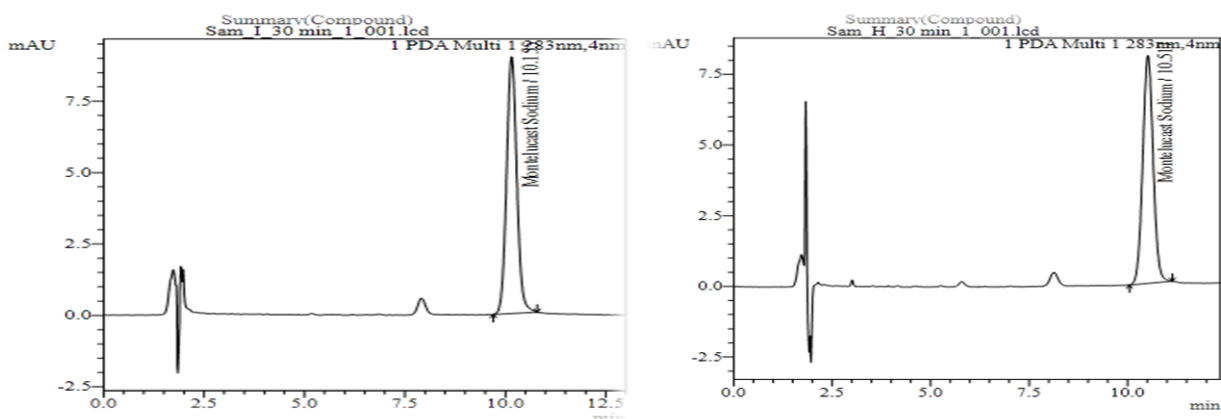 Summary(Compound)
Sam_I_30 min_1_001.lcd
mAU
1 PDA Multi 1 283nm,4nm
Montelucast Sodium / 10.1
7.5
5.0
2.5
0.0
-2.5
0.0 2.5 5.0 7.5 10.0 12.5
min
Summary(Compound)
Sam_H_30 min_1_001.lcd
mAU
1 PDA Multi 1 283nm,4nm
Montelucast Sodium / 10.51
7.5
5.0
2.5
0.0
-2.5
0.0 2.5 5.0 7.5 10.0
min